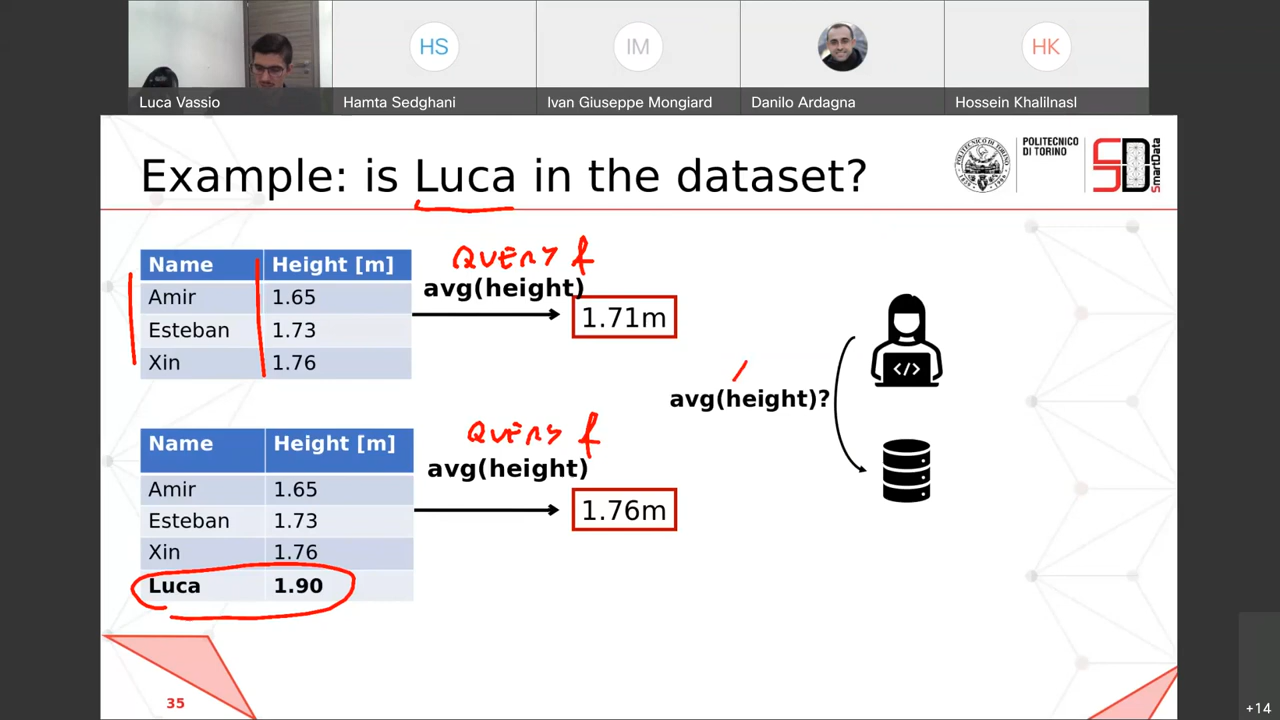 HS
IM
HK
Luca Vassio
Hamta Sedghani
Ivan Giuseppe Mongiard
Danilo Ardagna
Hossein Khalilnasl
Example: is Luca in the dataset?
POLITECNICO
DI TORINO
SD
SmartData
QUERY f
Name Height [m]
avg(height)
Amir 1.65
1.71m
Esteban 1.73
Xin 1.76
</>
avg(height)?
QUERY f
Name Height [m]
avg(height)
Amir 1.65
1.76m
Esteban 1.73
Xin 1.76
Luca 1.90
35
+14